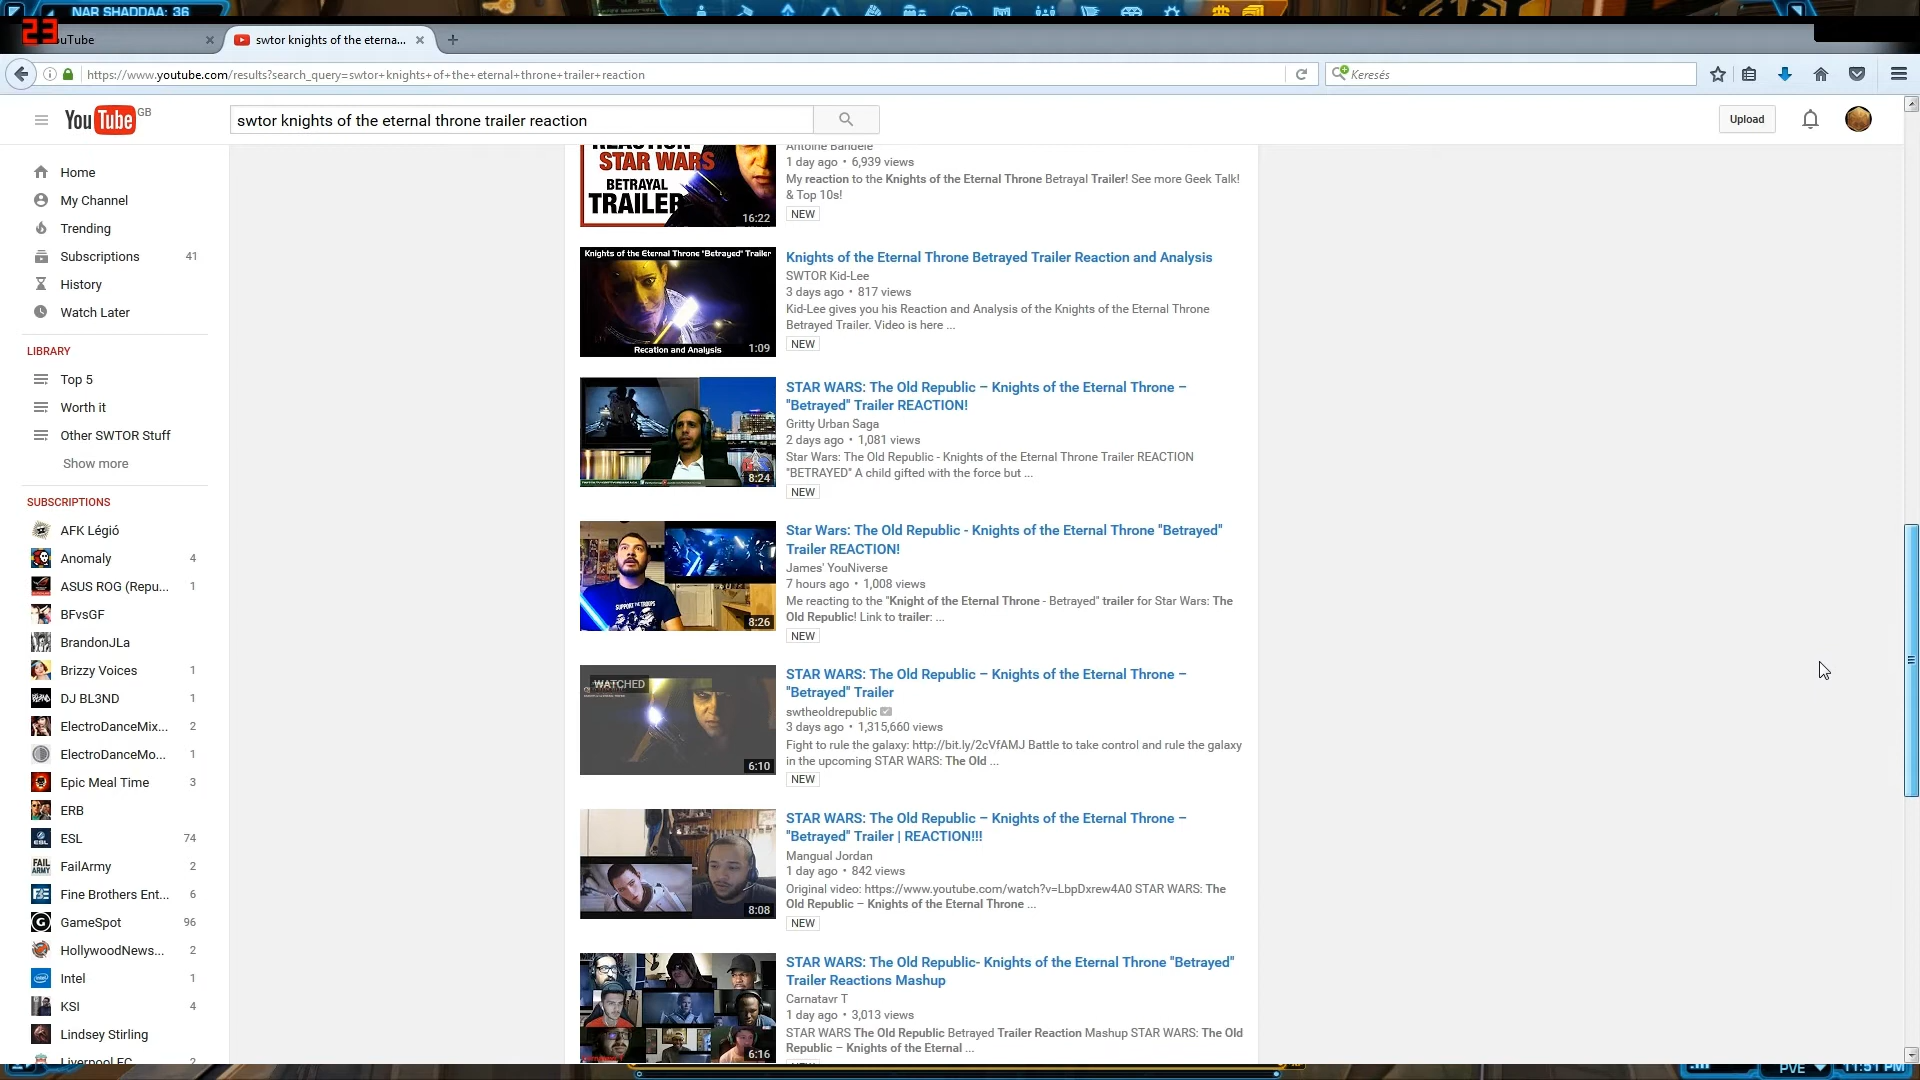 NAR SHADDAA: 36
23
ouTube
swtor knights of the eterna...
https://www.youtube.com/results?search_query=swtor+knights+of+the+eternal+throne+trailer+reaction
Keresés
YouTube GB
swtor knights of the eternal throne trailer reaction
Upload
Home
My Channel
Trending
Subscriptions 41
History
Watch Later
LIBRARY
Top 5
Worth it
Other SWTOR Stuff
Show more
SUBSCRIPTIONS
AFK Légió
Anomaly 4
ASUS ROG (Repu... 1
BFvsGF
BrandonJLa
Brizzy Voices 1
DJ BL3ND 1
ElectroDanceMix... 2
ElectroDanceMo... 1
Epic Meal Time 3
ERB
ESL 74
FailArmy 2
Fine Brothers Ent... 6
GameSpot 96
HollywoodNews... 2
Intel 1
KSI 4
Lindsey Stirling
Liverpool FC 2
REACTION
STAR WARS
BETRAYAL
TRAILER
16:22
Antoine Bandele
1 day ago • 6,939 views
My reaction to the Knights of the Eternal Throne Betrayal Trailer! See more Geek Talk!
& Top 10s!
NEW
Knights of the Eternal Throne "Betrayed" Trailer
Recation and Analysis
1:09
Knights of the Eternal Throne Betrayed Trailer Reaction and Analysis
SWTOR Kid-Lee
3 days ago • 817 views
Kid-Lee gives you his Reaction and Analysis of the Knights of the Eternal Throne
Betrayed Trailer. Video is here ...
NEW
8:24
STAR WARS: The Old Republic – Knights of the Eternal Throne –
"Betrayed" Trailer REACTION!
Gritty Urban Saga
2 days ago • 1,081 views
Star Wars: The Old Republic - Knights of the Eternal Throne Trailer REACTION
"BETRAYED" A child gifted with the force but ...
NEW
SUPPORT THE TROOPS
8:26
Star Wars: The Old Republic - Knights of the Eternal Throne "Betrayed"
Trailer REACTION!
James' YouNiverse
7 hours ago • 1,008 views
Me reacting to the "Knight of the Eternal Throne - Betrayed" trailer for Star Wars: The
Old Republic! Link to trailer: ...
NEW
WATCHED
6:10
STAR WARS: The Old Republic – Knights of the Eternal Throne –
"Betrayed" Trailer
swtheoldrepublic
3 days ago • 1,315,660 views
Fight to rule the galaxy: http://bit.ly/2cVfAMJ Battle to take control and rule the galaxy
in the upcoming STAR WARS: The Old ...
NEW
8:08
STAR WARS: The Old Republic – Knights of the Eternal Throne –
"Betrayed" Trailer | REACTION!!!
Mangual Jordan
1 day ago • 842 views
Original video: https://www.youtube.com/watch?v=LbpDxrew4A0 STAR WARS: The
Old Republic – Knights of the Eternal Throne ...
NEW
6:16
STAR WARS: The Old Republic- Knights of the Eternal Throne "Betrayed"
Trailer Reactions Mashup
Carnatavr T
1 day ago • 3,013 views
STAR WARS The Old Republic Betrayed Trailer Reaction Mashup STAR WARS: The Old
Republic – Knights of the Eternal ...
PVE
11:51 PM